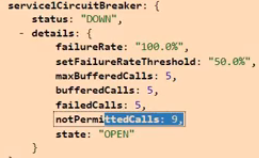 service1CircuitBreaker: {
status: "DOWN",
- details: {
failureRate: "100.0%",
setFailureRateThreshold: "50.0%",
maxBufferedCalls: 5,
bufferedCalls: 5,
failedCalls: 5,
notPermittedCalls: 9,
state: "OPEN"
}